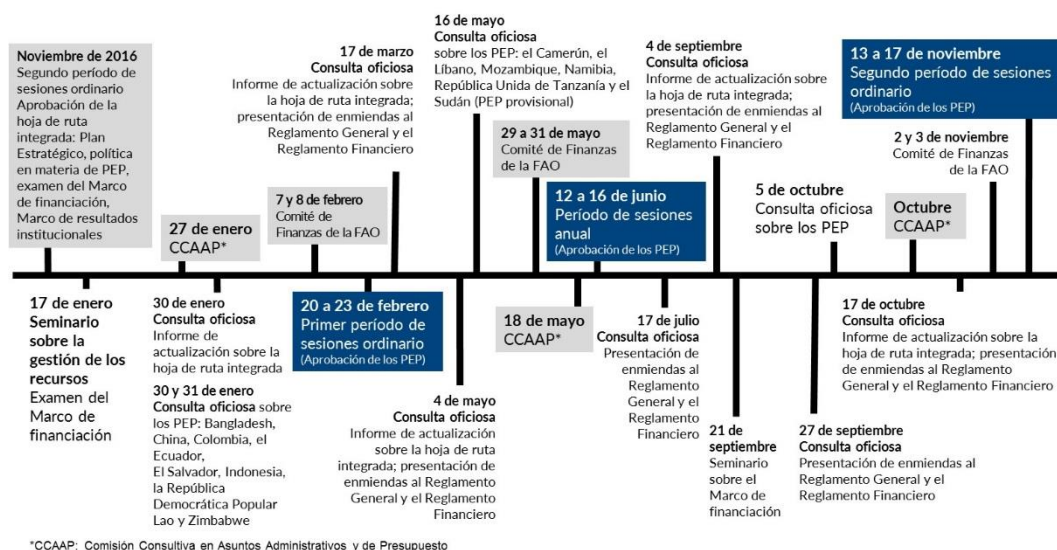 Noviembre de 2016
Segundo período de
sesiones ordinario
Aprobación de la
hoja de ruta
integrada: Plan
Estratégico, política
en materia de PEP,
examen del Marco
de financiación,
Marco de resultados
institucionales
27 de enero
CCAAP*
7 y 8 de febrero
Comité de
Finanzas de la FAO
17 de marzo
Consulta oficiosa
Informe de actualización sobre
la hoja de ruta integrada;
presentación de enmiendas al
Reglamento General y el
Reglamento Financiero
16 de mayo
Consulta oficiosa
sobre los PEP: el Camerún, el
Líbano, Mozambique, Namibia,
República Unida de Tanzanía y el
Sudán (PEP provisional)
29 a 31 de mayo
Comité de Finanzas
de la FAO
12 a 16 de junio
Período de sesiones
anual
(Aprobación de los PEP)
4 de septiembre
Consulta oficiosa
Informe de actualización sobre
la hoja de ruta integrada;
presentación de enmiendas al
Reglamento General y el
Reglamento Financiero
5 de octubre
Consulta oficiosa
sobre los PEP
13 a 17 de noviembre
Segundo período de sesiones
ordinario
(Aprobación de los PEP)
2 y 3 de noviembre
Comité de Finanzas
de la FAO
Octubre
CCAAP*
17 de enero
Seminario
sobre la
gestión de los
recursos
Examen del
Marco de
financiación
30 de enero
Consulta oficiosa
Informe de
actualización sobre la
hoja de ruta integrada
30 y 31 de enero
Consulta oficiosa sobre
los PEP: Bangladesh,
China, Colombia, el
Ecuador,
El Salvador, Indonesia,
la República
Democrática Popular
Lao y Zimbabwe
20 a 23 de febrero
Primer período de
sesiones ordinario
(Aprobación de los PEP)
4 de mayo
Consulta oficiosa
Informe de actualización
sobre la hoja de ruta
integrada; presentación de
enmiendas al Reglamento
General y el Reglamento
Financiero
18 de mayo
CCAAP*
17 de julio
Consulta oficiosa
Presentación de
enmiendas al
Reglamento
General y el
Reglamento
Financiero
21 de
septiembre
Seminario
sobre el
Marco de
financiación
27 de septiembre
Consulta oficiosa
Presentación de enmiendas al
Reglamento General y el
Reglamento Financiero
17 de octubre
Consulta oficiosa
Informe de actualización sobre la
hoja de ruta integrada; presentación
de enmiendas al Reglamento
General y el Reglamento Financiero
*CCAAP: Comisión Consultiva en Asuntos Administrativos y de Presupuesto